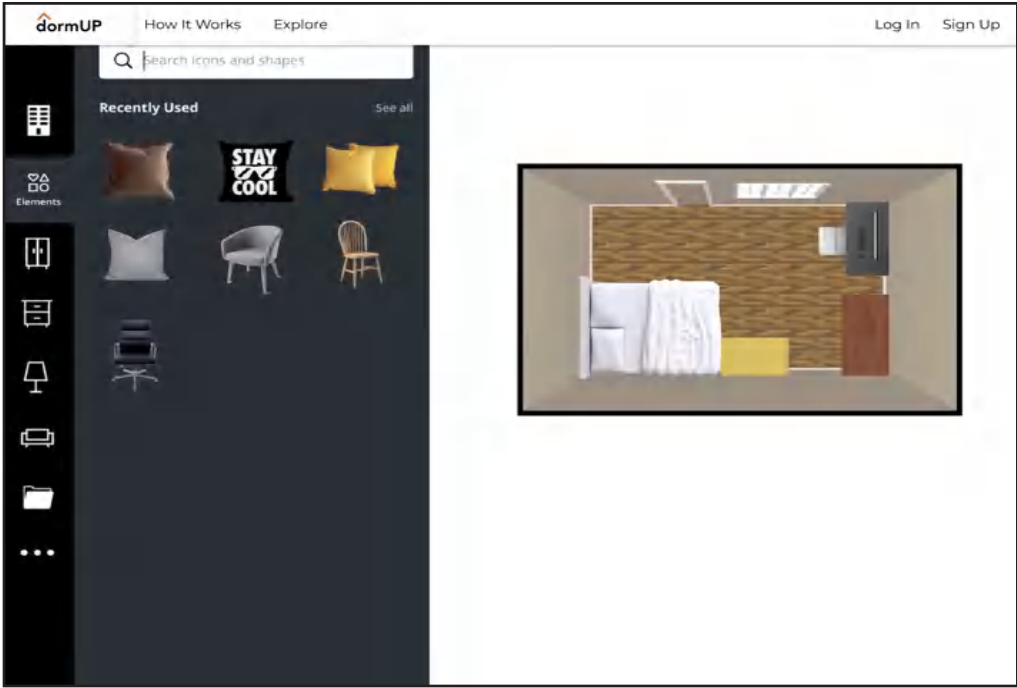 dormUP How It Works Explore Log In Sign Up
Search icons and shapes
Recently Used See all
STAY
COOL
Elements